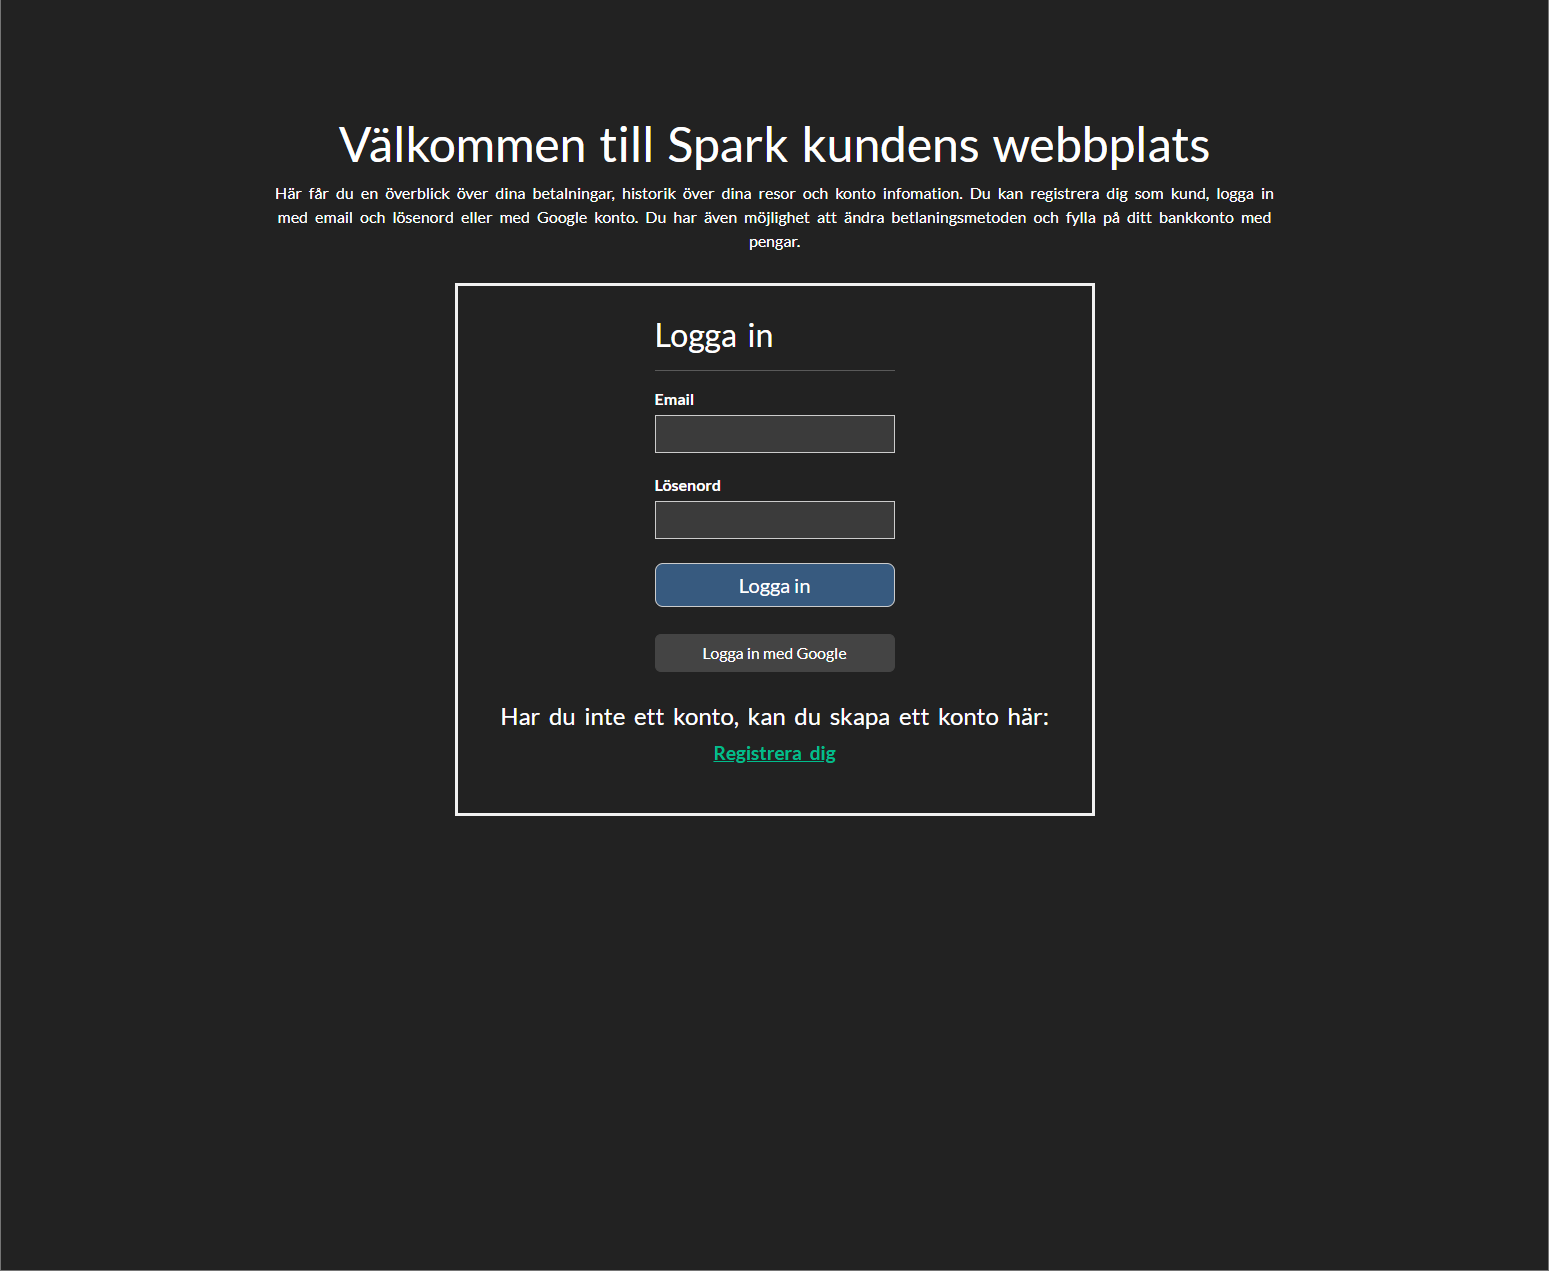 Välkommen till Spark kundens webbplats
Här får du en överblick över dina betalningar, historik över dina resor och konto infomation. Du kan registrera dig som kund, logga in
med email och lösenord eller med Google konto. Du har även möjlighet att ändra betlaningsmetoden och fylla på ditt bankkonto med
pengar.
Logga in
Email
Lösenord
Logga in
Logga in med Google
Har du inte ett konto, kan du skapa ett konto här:
Registrera dig